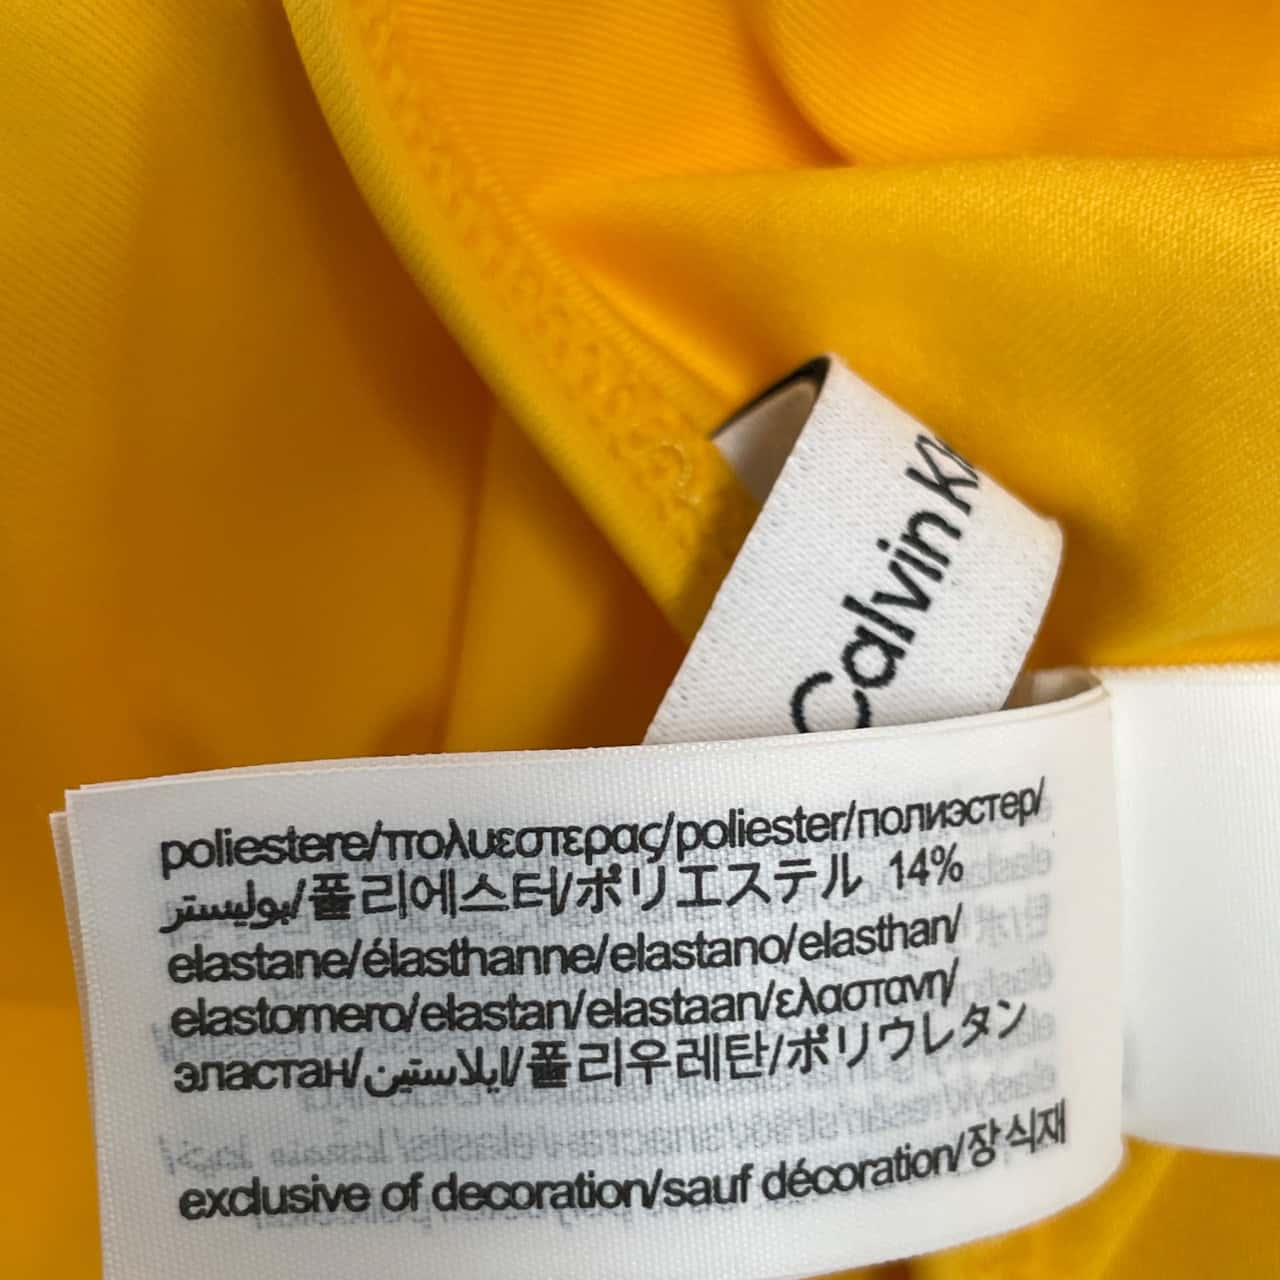 Calvin
poliestere/πολυεστερας/poliester/полиэстер/
بوليستر/폴리에스터/ポリエステル 14%
elastane/élasthanne/elastano/elasthan/
elastomero/elastan/elastaan/ελαστανη/
эластан/ايلاستين/폴리우레탄/ポリウレタン
exclusive of decoration/sauf décoration/장식재